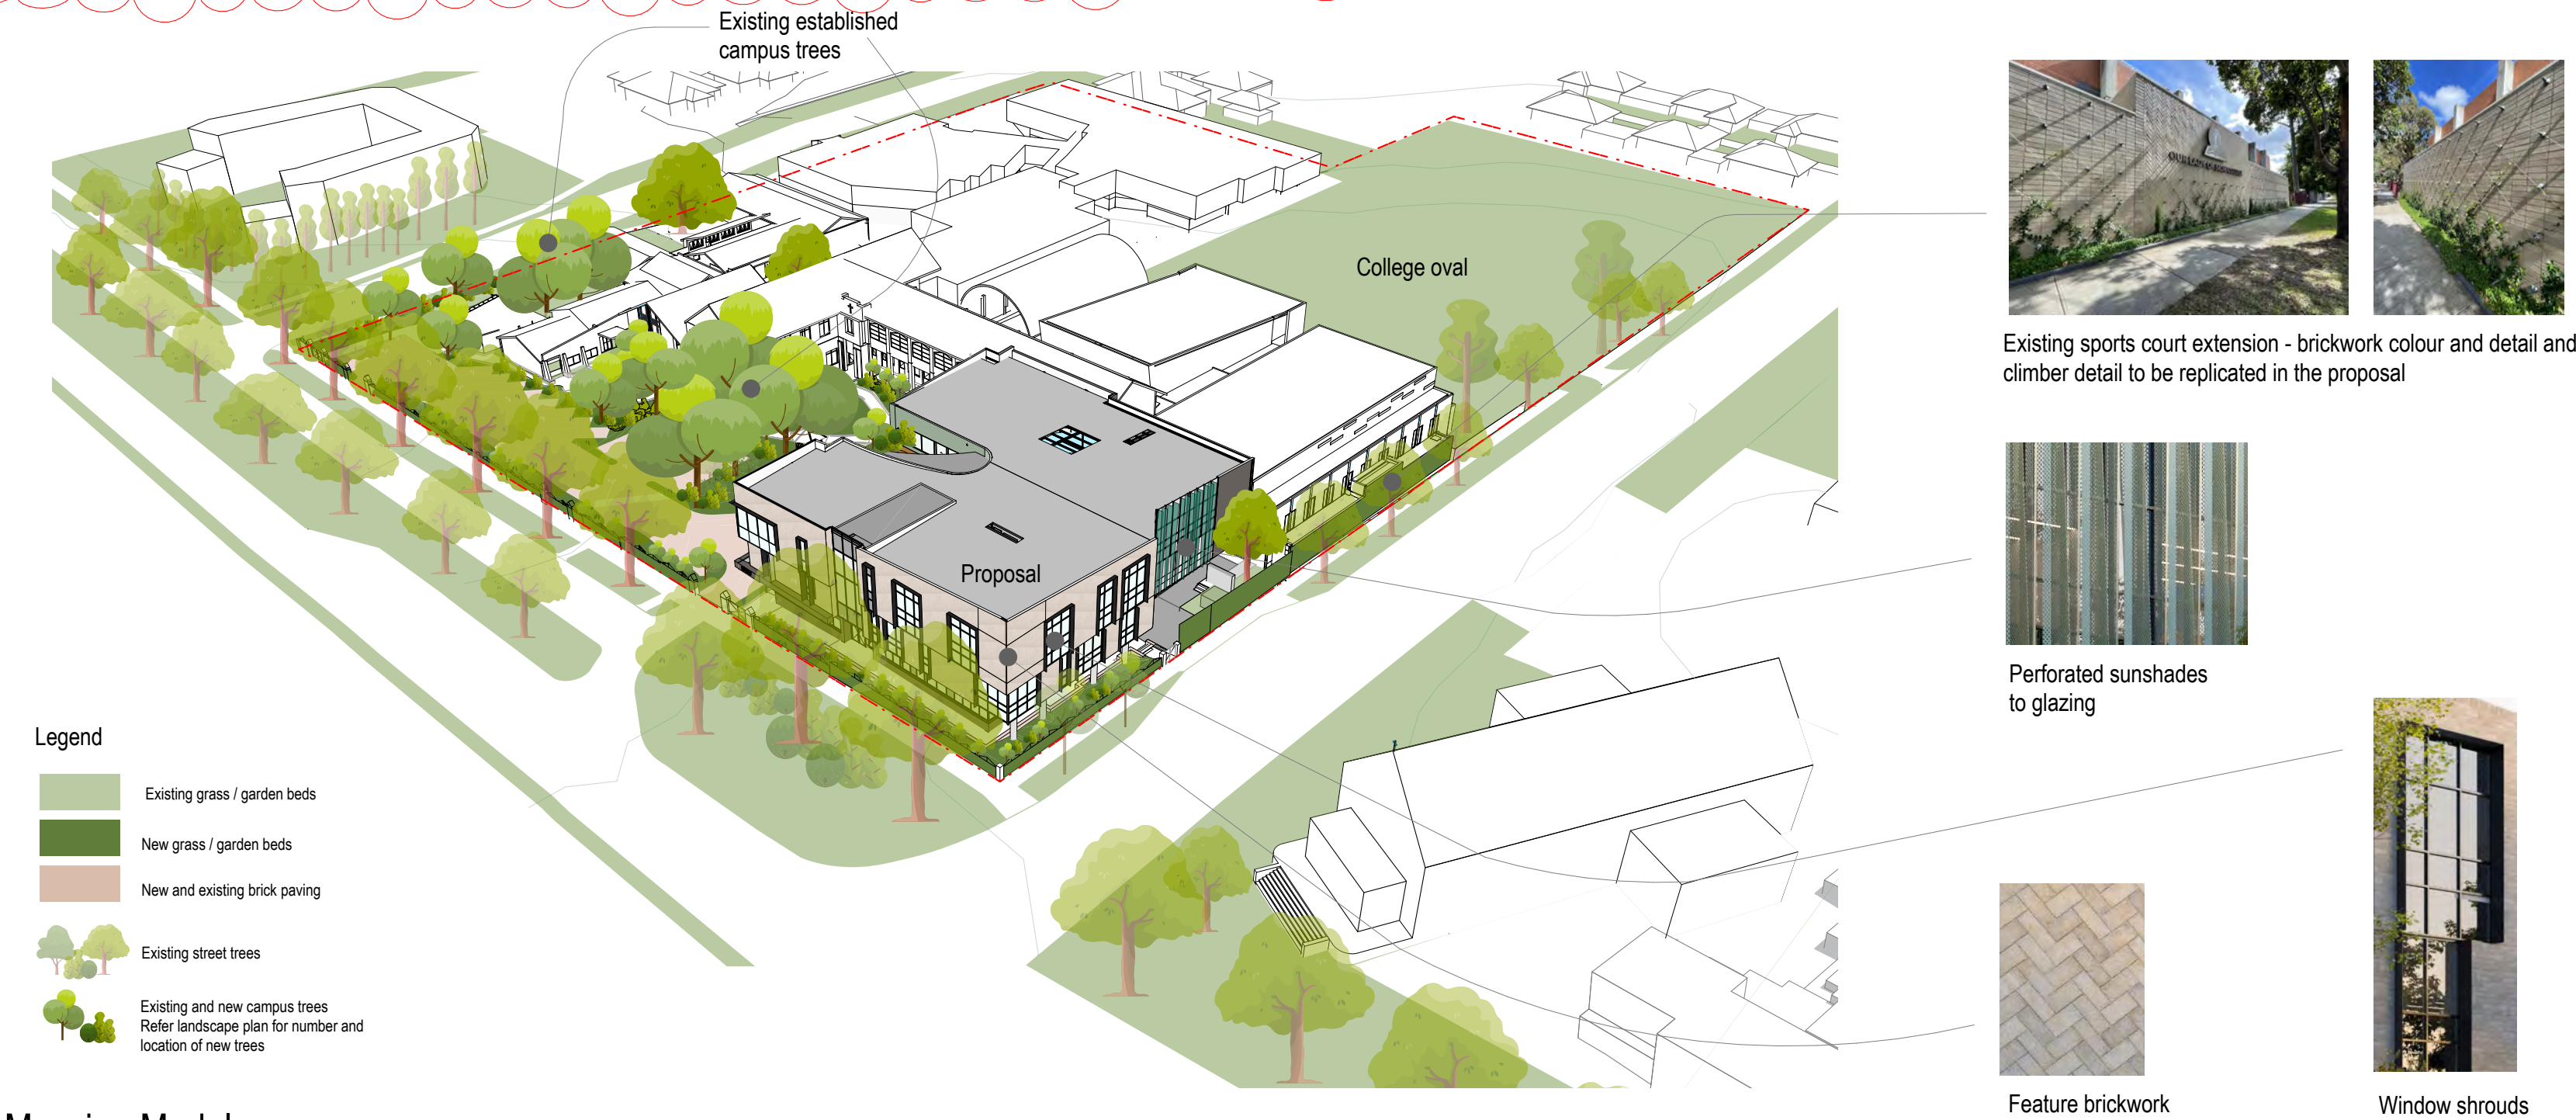 Existing established
campus trees
College oval
Proposal
Existing sports court extension - brickwork colour and detail and
climber detail to be replicated in the proposal
Perforated sunshades
to glazing
Feature brickwork
Window shrouds
Legend
Existing grass / garden beds
New grass / garden beds
New and existing brick paving
Existing street trees
Existing and new campus trees
Refer landscape plan for number and
location of new trees